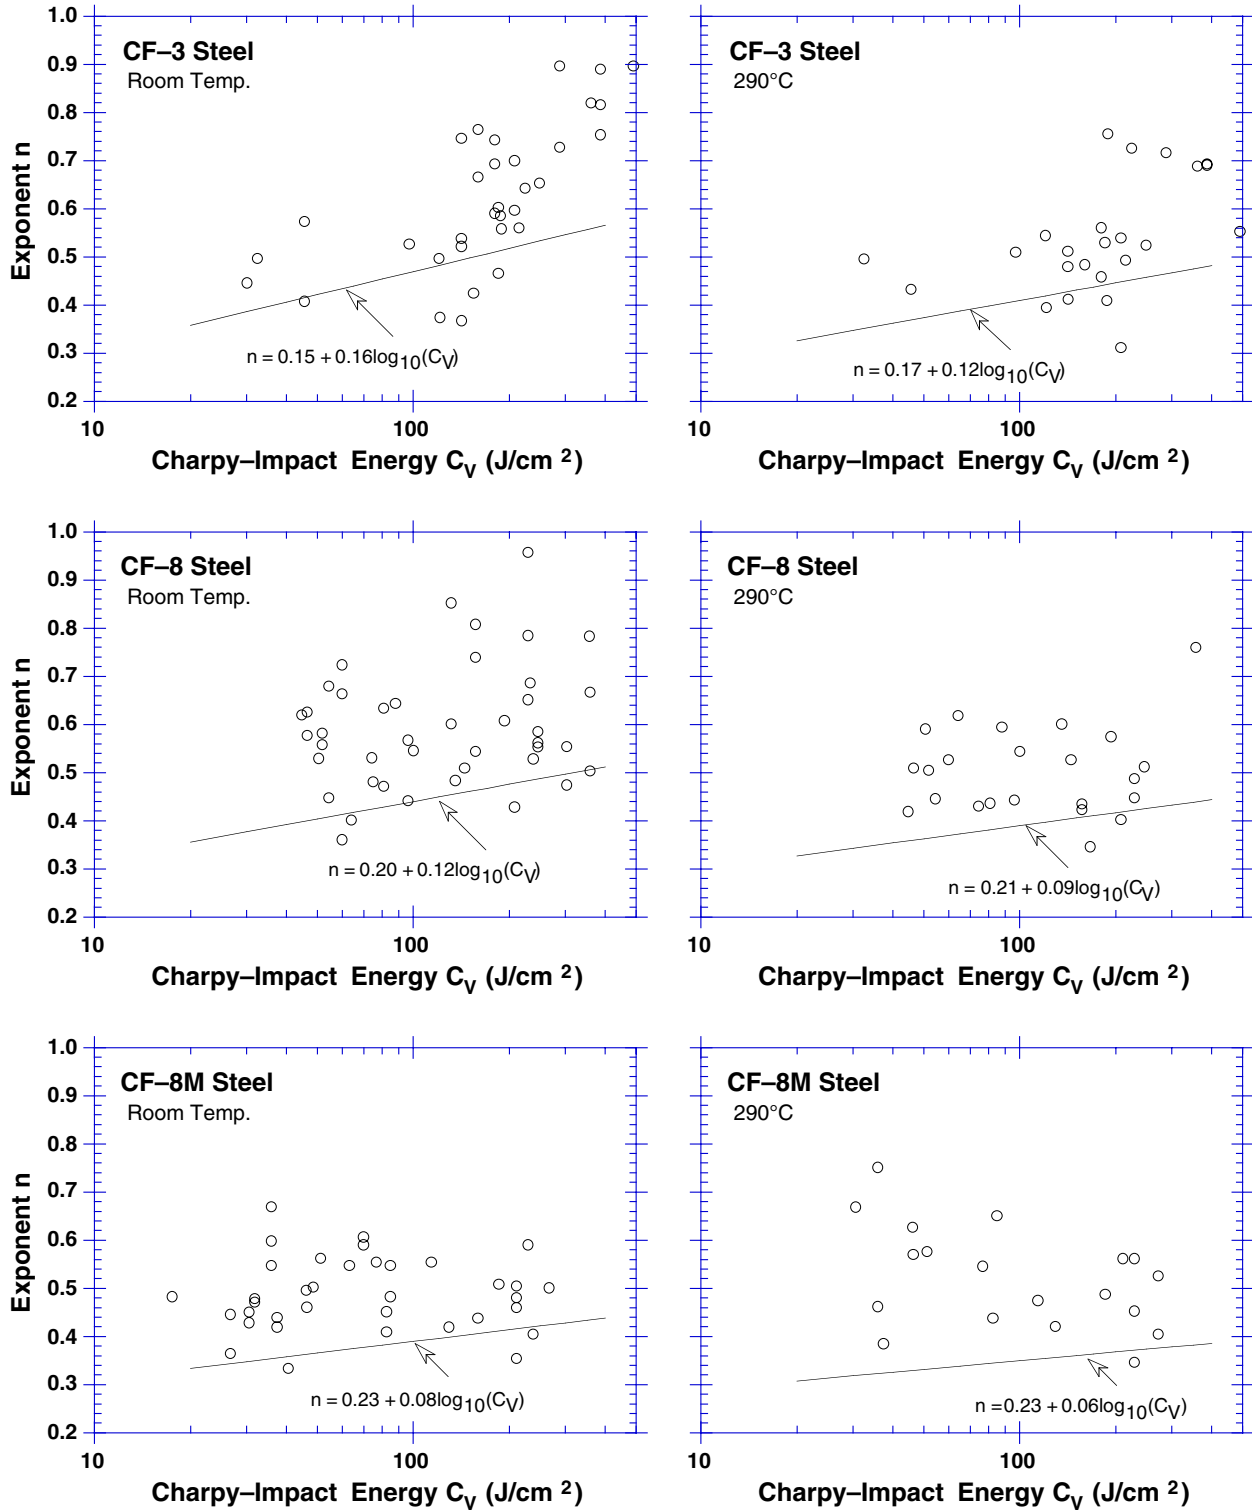 CF–3 Steel
Room Temp.
Exponent n
1.0
0.9
0.8
0.7
0.6
0.5
0.4
0.3
0.2
n = 0.15 + 0.16log10(CV)
10
100
Charpy–Impact Energy CV (J/cm 2)
CF–3 Steel
290°C
n = 0.17 + 0.12log10(CV)
10
100
Charpy–Impact Energy CV (J/cm 2)
CF–8 Steel
Room Temp.
Exponent n
1.0
0.9
0.8
0.7
0.6
0.5
0.4
0.3
0.2
n = 0.20 + 0.12log10(CV)
10
100
Charpy–Impact Energy CV (J/cm 2)
CF–8 Steel
290°C
n = 0.21 + 0.09log10(CV)
10
100
Charpy–Impact Energy CV (J/cm 2)
CF–8M Steel
Room Temp.
Exponent n
1.0
0.9
0.8
0.7
0.6
0.5
0.4
0.3
0.2
n = 0.23 + 0.08log10(CV)
10
100
Charpy–Impact Energy CV (J/cm 2)
CF–8M Steel
290°C
n = 0.23 + 0.06log10(CV)
10
100
Charpy–Impact Energy CV (J/cm 2)